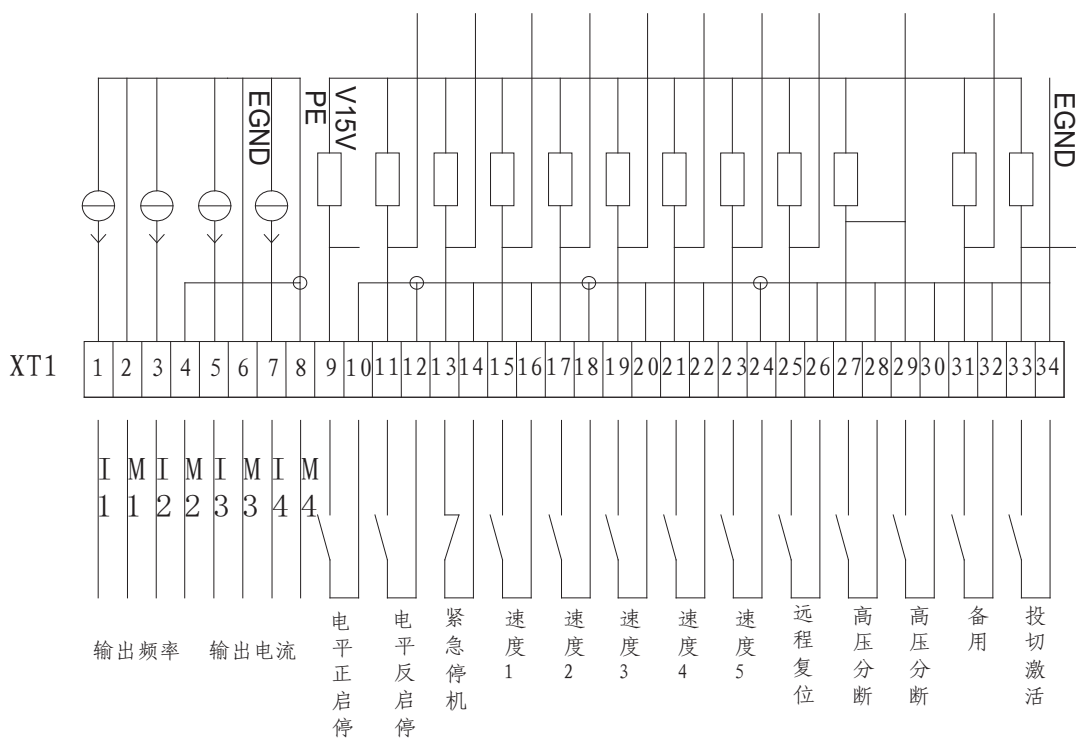 EGND
PE
V15V
EGND
XT1
1 2 3 4 5 6 7 8 9 10 11 12 13 14 15 16 17 18 19 20 21 22 23 24 25 26 27 28 29 30 31 32 33 34
I1 M1 I2 M2 I3 M3 I4 M4
输出频率
输出电流
电平正启停
电平反启停
紧急停机
速度1
速度2
速度3
速度4
速度5
远程复位
高压分断
高压分断
备用
投切激活